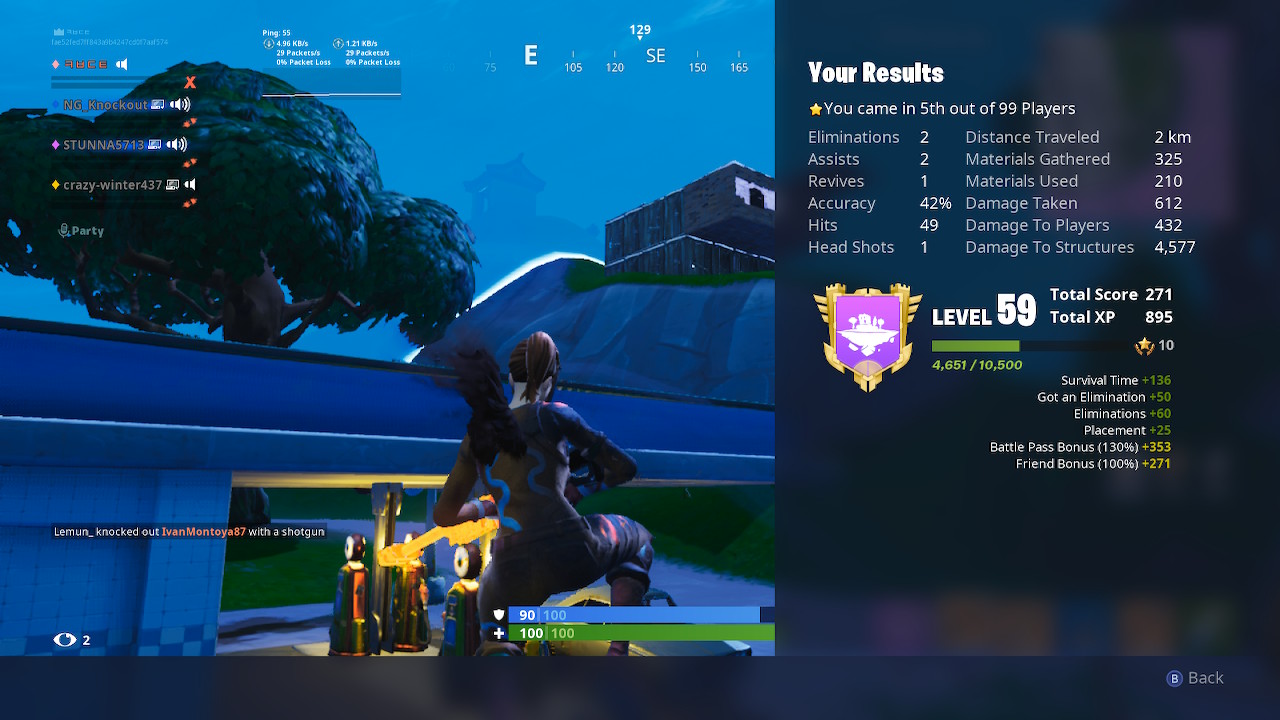 Ping: 55
4.96 KB/s 1.21 KB/s
29 Packets/s 29 Packets/s
0% Packet Loss 0% Packet Loss
129
75 E 105 120 SE 150 165
NG_Knockout
STUNNA5713
crazy-winter437
Party
Lemun_ knocked out IvanMontoya87 with a shotgun
90 100
100 100
2
Your Results
You came in 5th out of 99 Players
Eliminations 2 Distance Traveled 2 km
Assists 2 Materials Gathered 325
Revives 1 Materials Used 210
Accuracy 42% Damage Taken 612
Hits 49 Damage To Players 432
Head Shots 1 Damage To Structures 4,577
LEVEL 59
Total Score 271
Total XP 895
10
4,651 / 10,500
Survival Time +136
Got an Elimination +50
Eliminations +60
Placement +25
Battle Pass Bonus (130%) +353
Friend Bonus (100%) +271
B Back